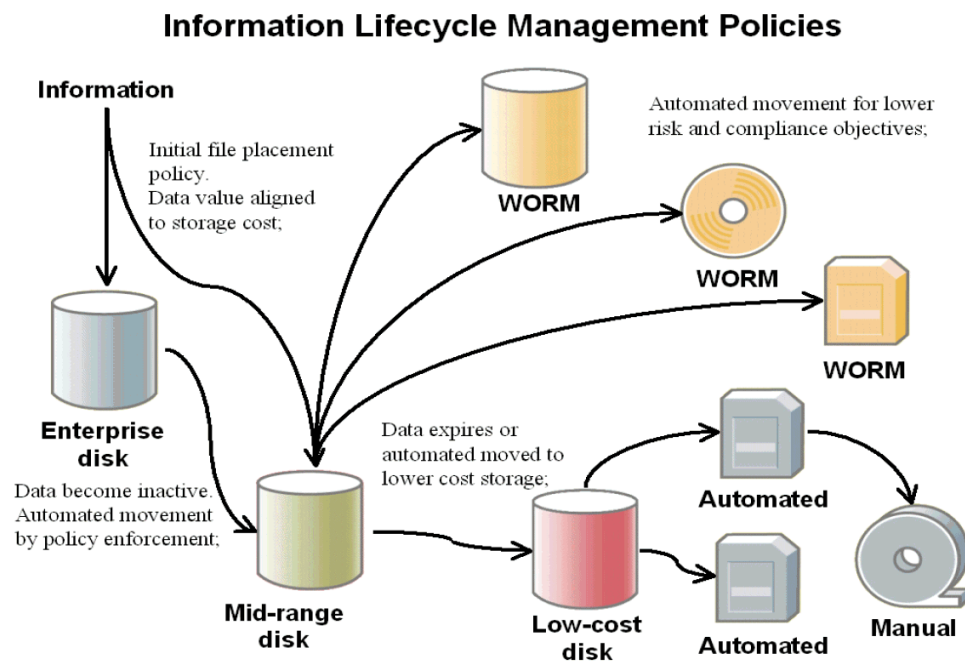 Information Lifecycle Management Policies
Information
Initial file placement
policy.
Data value aligned
to storage cost;
WORM
Automated movement for lower
risk and compliance objectives;
WORM
WORM
Enterprise
disk
Data become inactive.
Automated movement
by policy enforcement;
Data expires or
automated moved to
lower cost storage;
Mid-range
disk
Low-cost
disk
Automated
Automated
Manual